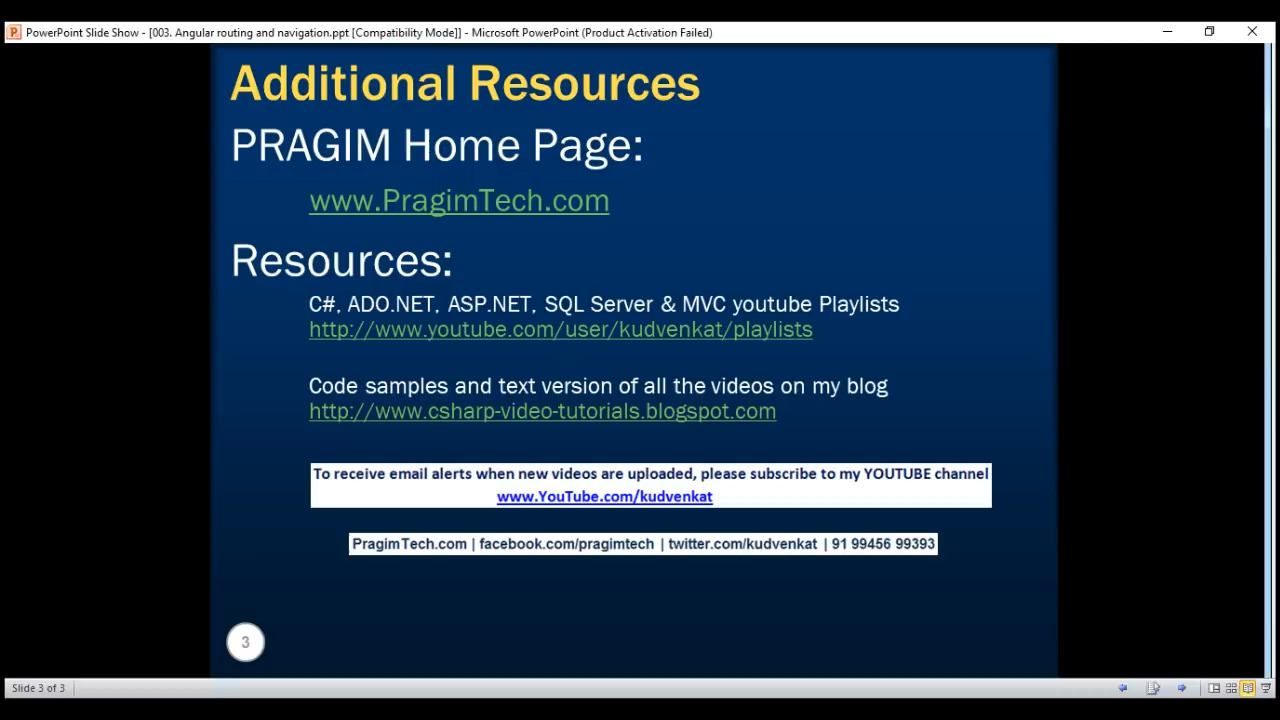 PowerPoint Slide Show - [003. Angular routing and navigation.ppt [Compatibility Mode]] - Microsoft PowerPoint (Product Activation Failed)
Additional Resources
PRAGIM Home Page:
www.PragimTech.com
Resources:
C#, ADO.NET, ASP.NET, SQL Server & MVC youtube Playlists
http://www.youtube.com/user/kudvenkat/playlists
Code samples and text version of all the videos on my blog
http://www.csharp-video-tutorials.blogspot.com
To receive email alerts when new videos are uploaded, please subscribe to my YOUTUBE channel
www.YouTube.com/kudvenkat
PragimTech.com | facebook.com/pragimtech | twitter.com/kudvenkat | 91 99456 99393
3
Slide 3 of 3